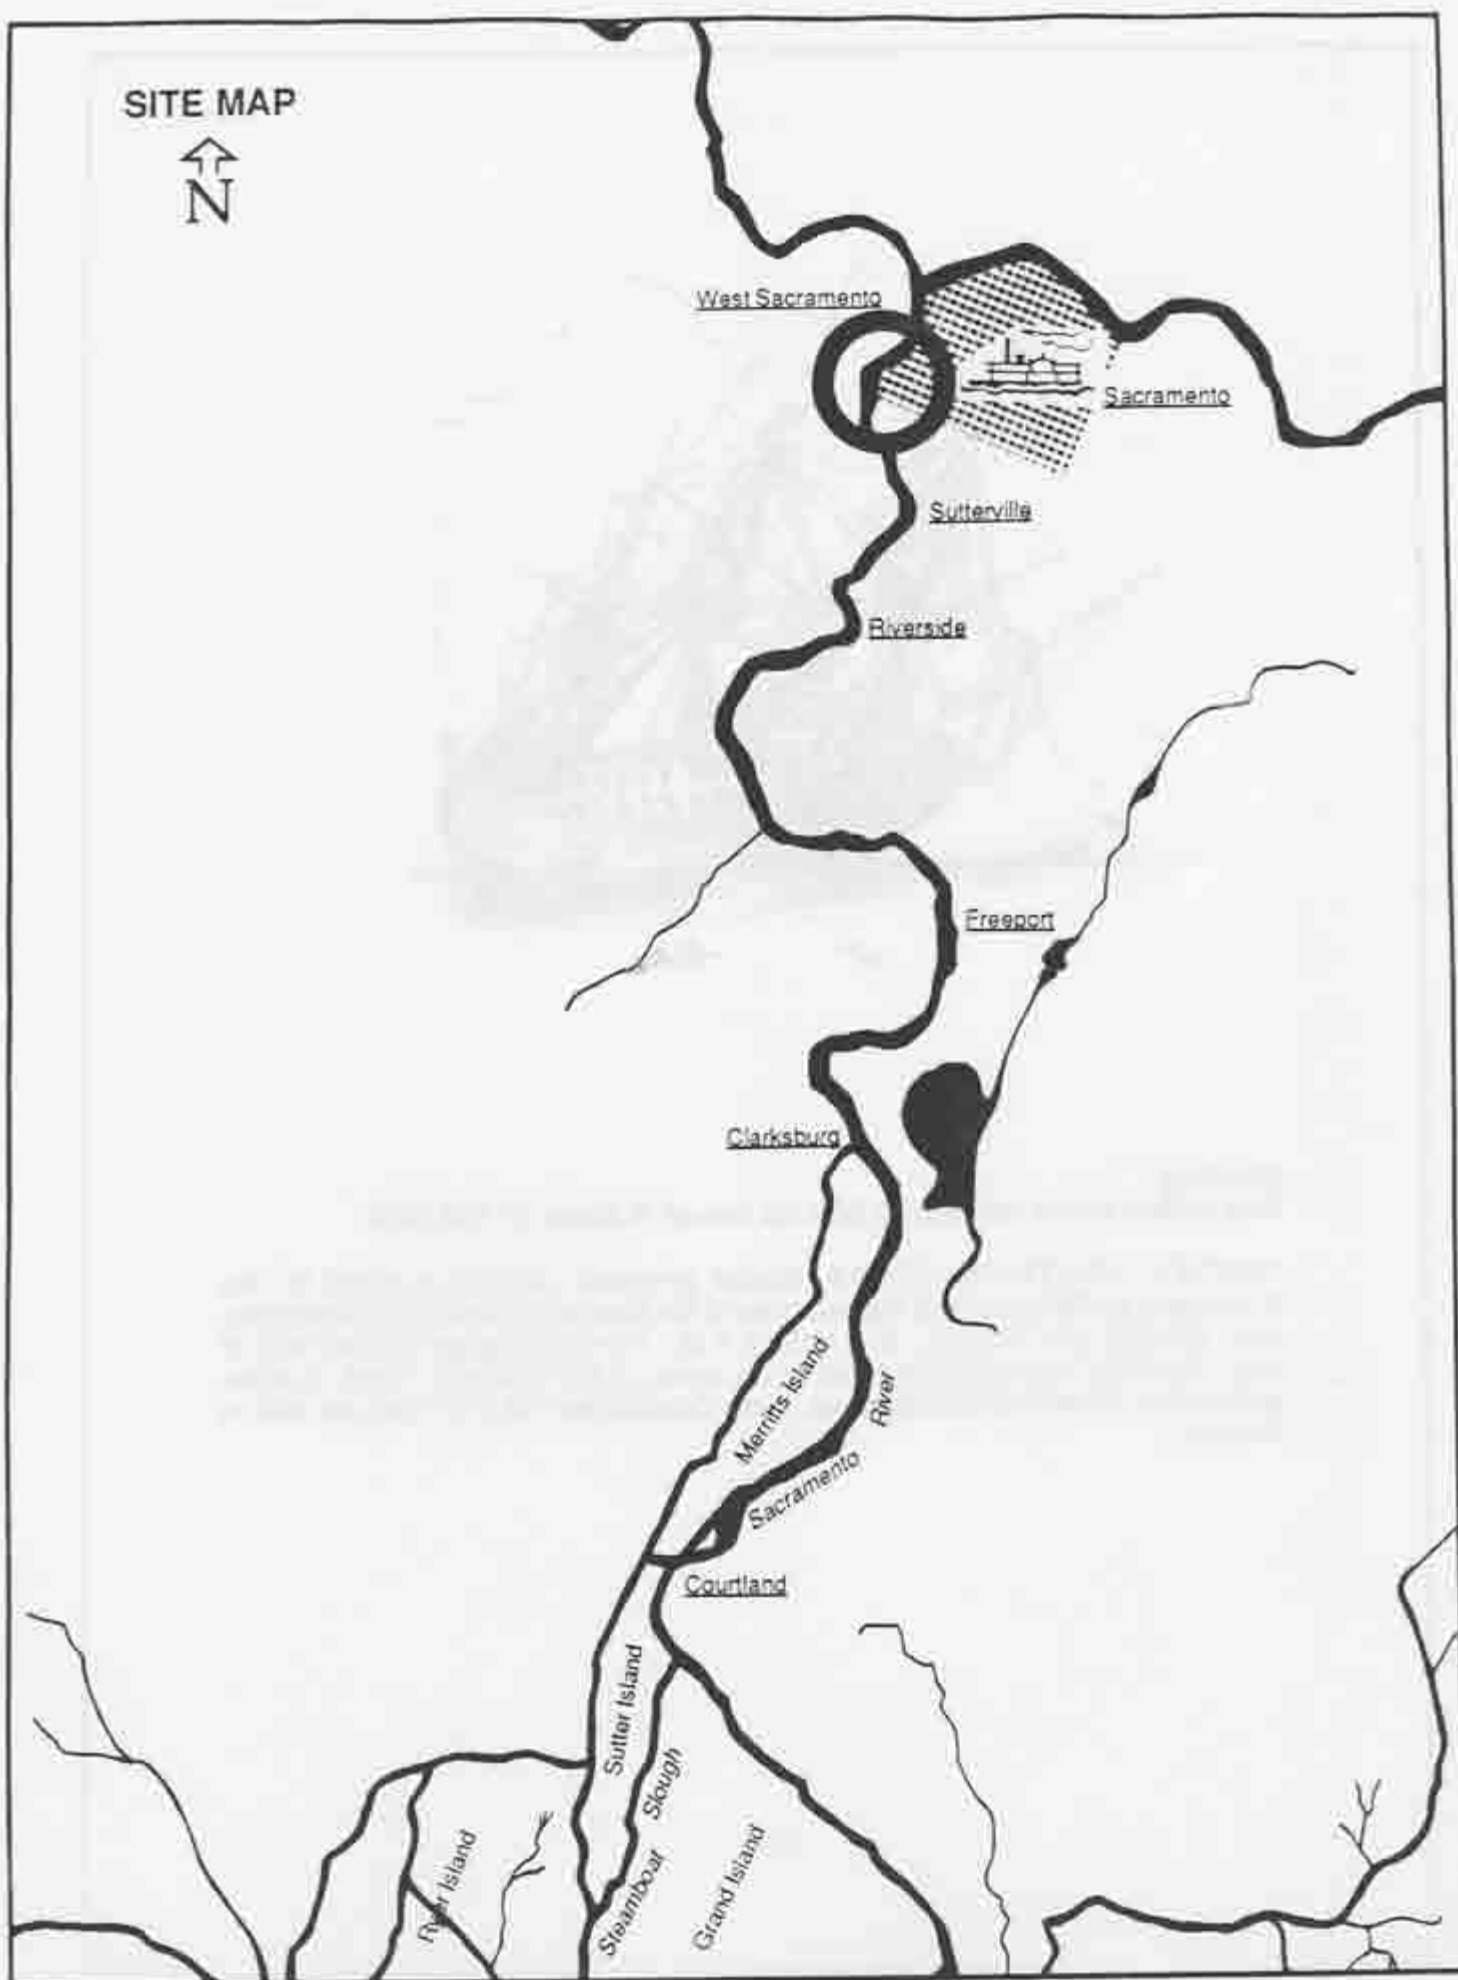 SITE MAP
N
West Sacramento
Sacramento
Sutterville
Riverside
Freeport
Clarksburg
Merritts Island
River
Sacramento
Courtland
Sutter Island
Slough
Steamboat
River Island
Grand Island